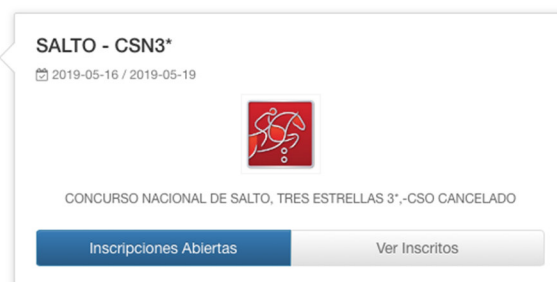 SALTO - CSN3*
2019-05-16 / 2019-05-19
CONCURSO NACIONAL DE SALTO, TRES ESTRELLAS 3*,-CSO CANCELADO
Inscripciones Abiertas
Ver Inscritos